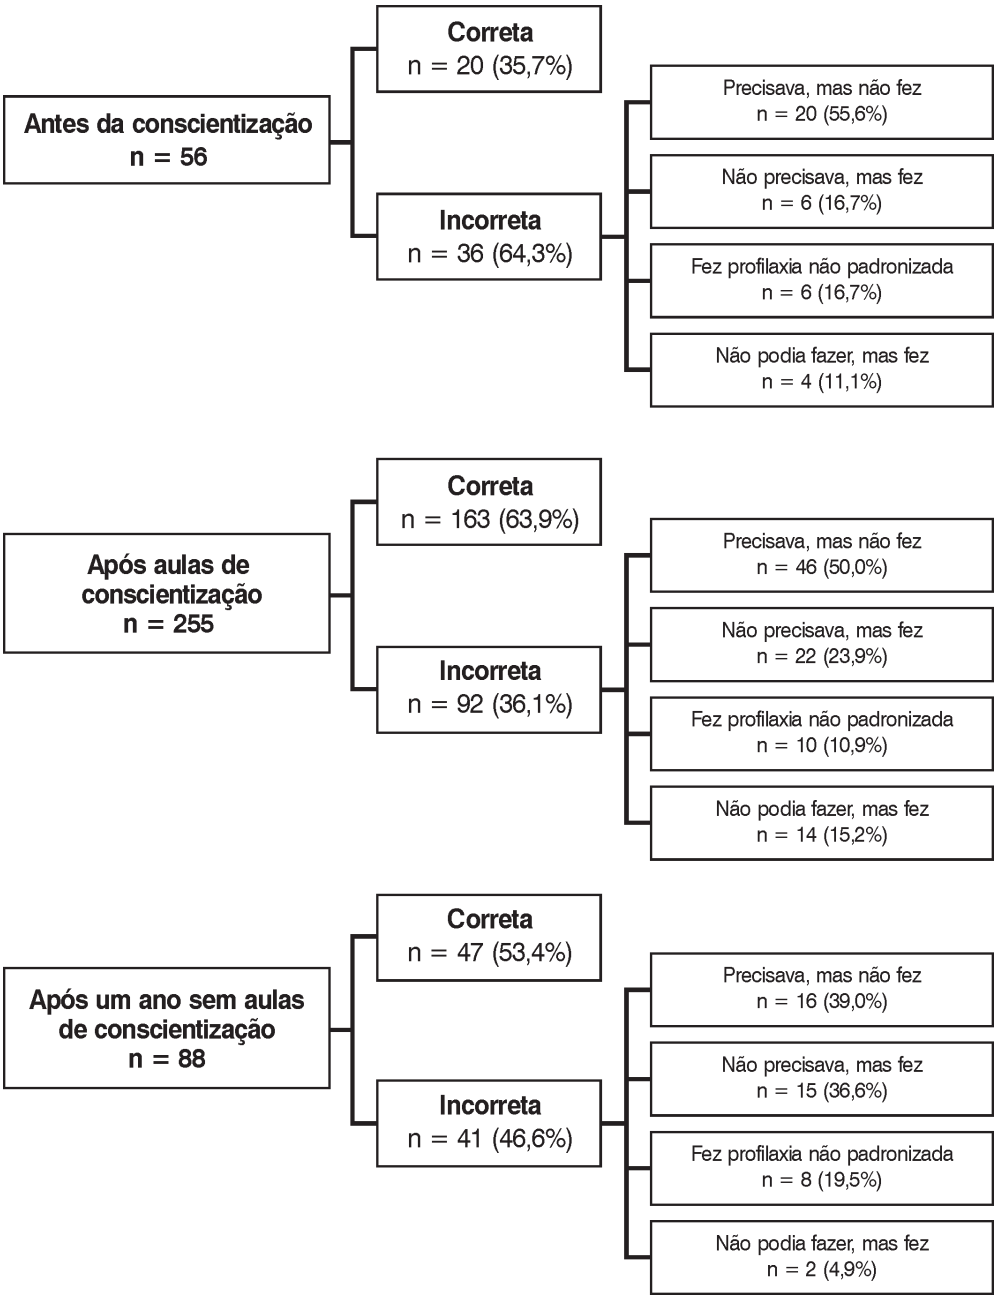 Antes da conscientização
n = 56
Correta
n = 20 (35,7%)
Incorreta
n = 36 (64,3%)
Precisava, mas não fez
n = 20 (55,6%)
Não precisava, mas fez
n = 6 (16,7%)
Fez profilaxia não padronizada
n = 6 (16,7%)
Não podia fazer, mas fez
n = 4 (11,1%)
Após aulas de
conscientização
n = 255
Correta
n = 163 (63,9%)
Incorreta
n = 92 (36,1%)
Precisava, mas não fez
n = 46 (50,0%)
Não precisava, mas fez
n = 22 (23,9%)
Fez profilaxia não padronizada
n = 10 (10,9%)
Não podia fazer, mas fez
n = 14 (15,2%)
Após um ano sem aulas
de conscientização
n = 88
Correta
n = 47 (53,4%)
Incorreta
n = 41 (46,6%)
Precisava, mas não fez
n = 16 (39,0%)
Não precisava, mas fez
n = 15 (36,6%)
Fez profilaxia não padronizada
n = 8 (19,5%)
Não podia fazer, mas fez
n = 2 (4,9%)